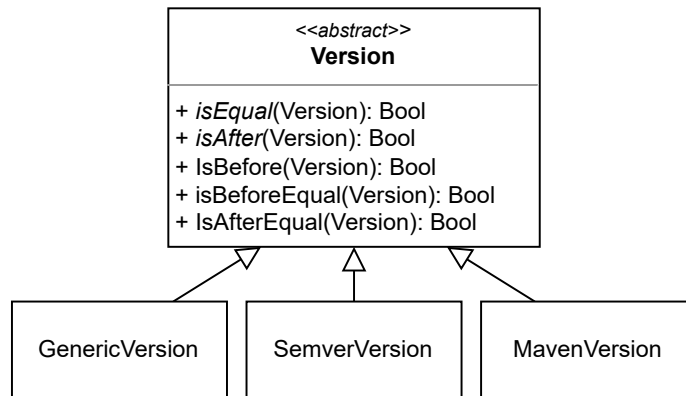 <<abstract>>
Version
+ isEqual(Version): Bool
+ isAfter(Version): Bool
+ IsBefore(Version): Bool
+ isBeforeEqual(Version): Bool
+ IsAfterEqual(Version): Bool
GenericVersion
SemverVersion
MavenVersion